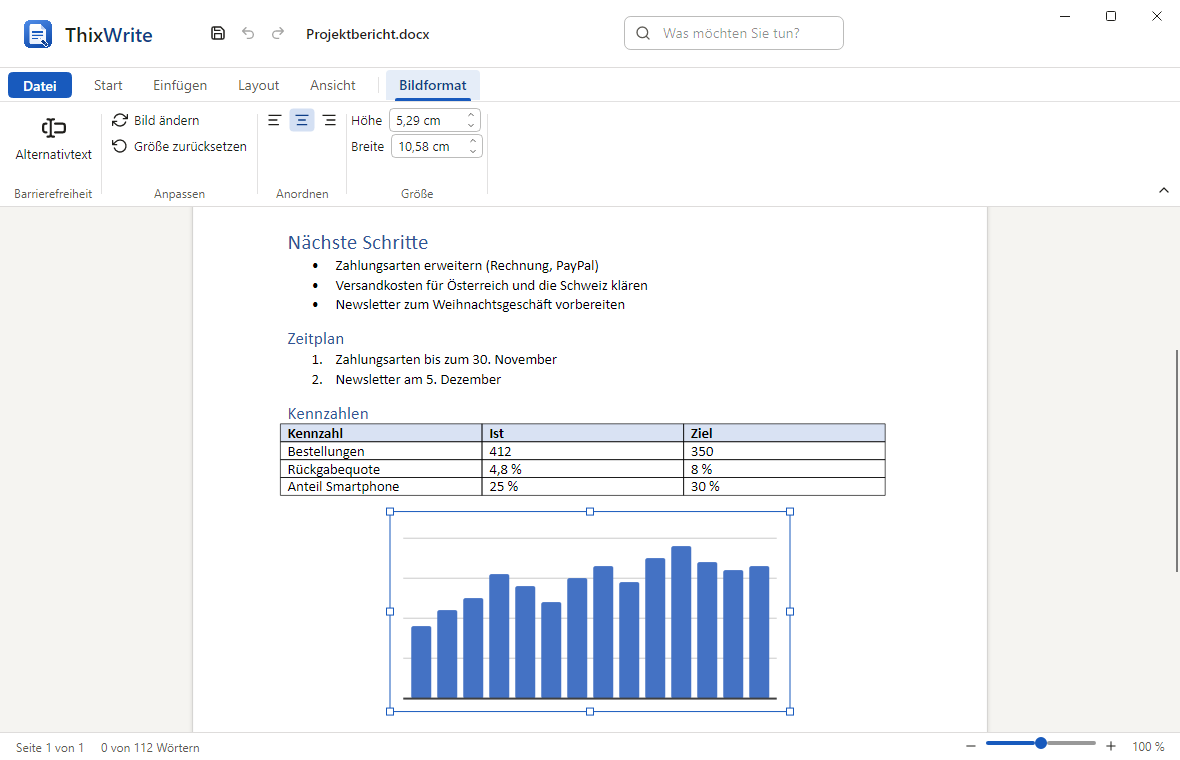 ThixWrite
Projektbericht.docx
Was möchten Sie tun?
Datei Start Einfügen Layout Ansicht Bildformat
Alternativtext
Barrierefreiheit
Bild ändern
Größe zurücksetzen
Anpassen
Anordnen
Höhe 5,29 cm
Breite 10,58 cm
Größe
Nächste Schritte
• Zahlungsarten erweitern (Rechnung, PayPal)
• Versandkosten für Österreich und die Schweiz klären
• Newsletter zum Weihnachtsgeschäft vorbereiten
Zeitplan
1. Zahlungsarten bis zum 30. November
2. Newsletter am 5. Dezember
Kennzahlen
Kennzahl Ist Ziel
Bestellungen 412 350
Rückgabequote 4,8 % 8 %
Anteil Smartphone 25 % 30 %
Seite 1 von 1 0 von 112 Wörtern 100 %